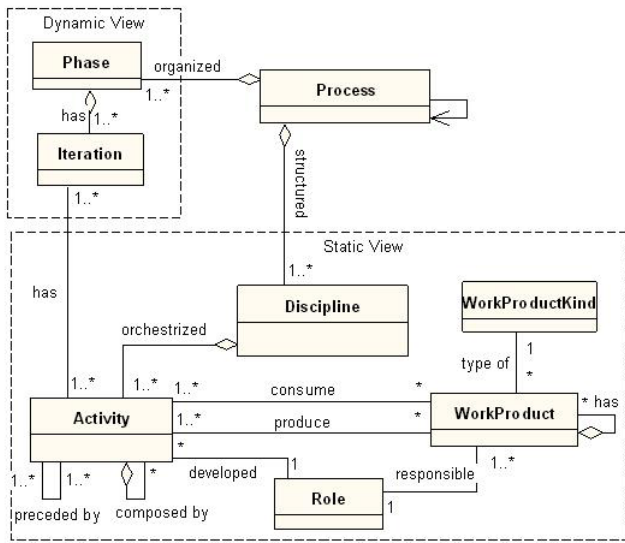 Dynamic View
Phase
organized
1..*
Process
has
1..*
Iteration
1..*
structured
Static View
1..*
has
Discipline
WorkProductKind
orchestrized
1
type of
*
1..*
1..*
1..*
consume
*
* has
Activity
1..*
produce
*
WorkProduct
*
developed
1
responsible
1..*
1..*
1..*
*
Role
1
preceded by
composed by